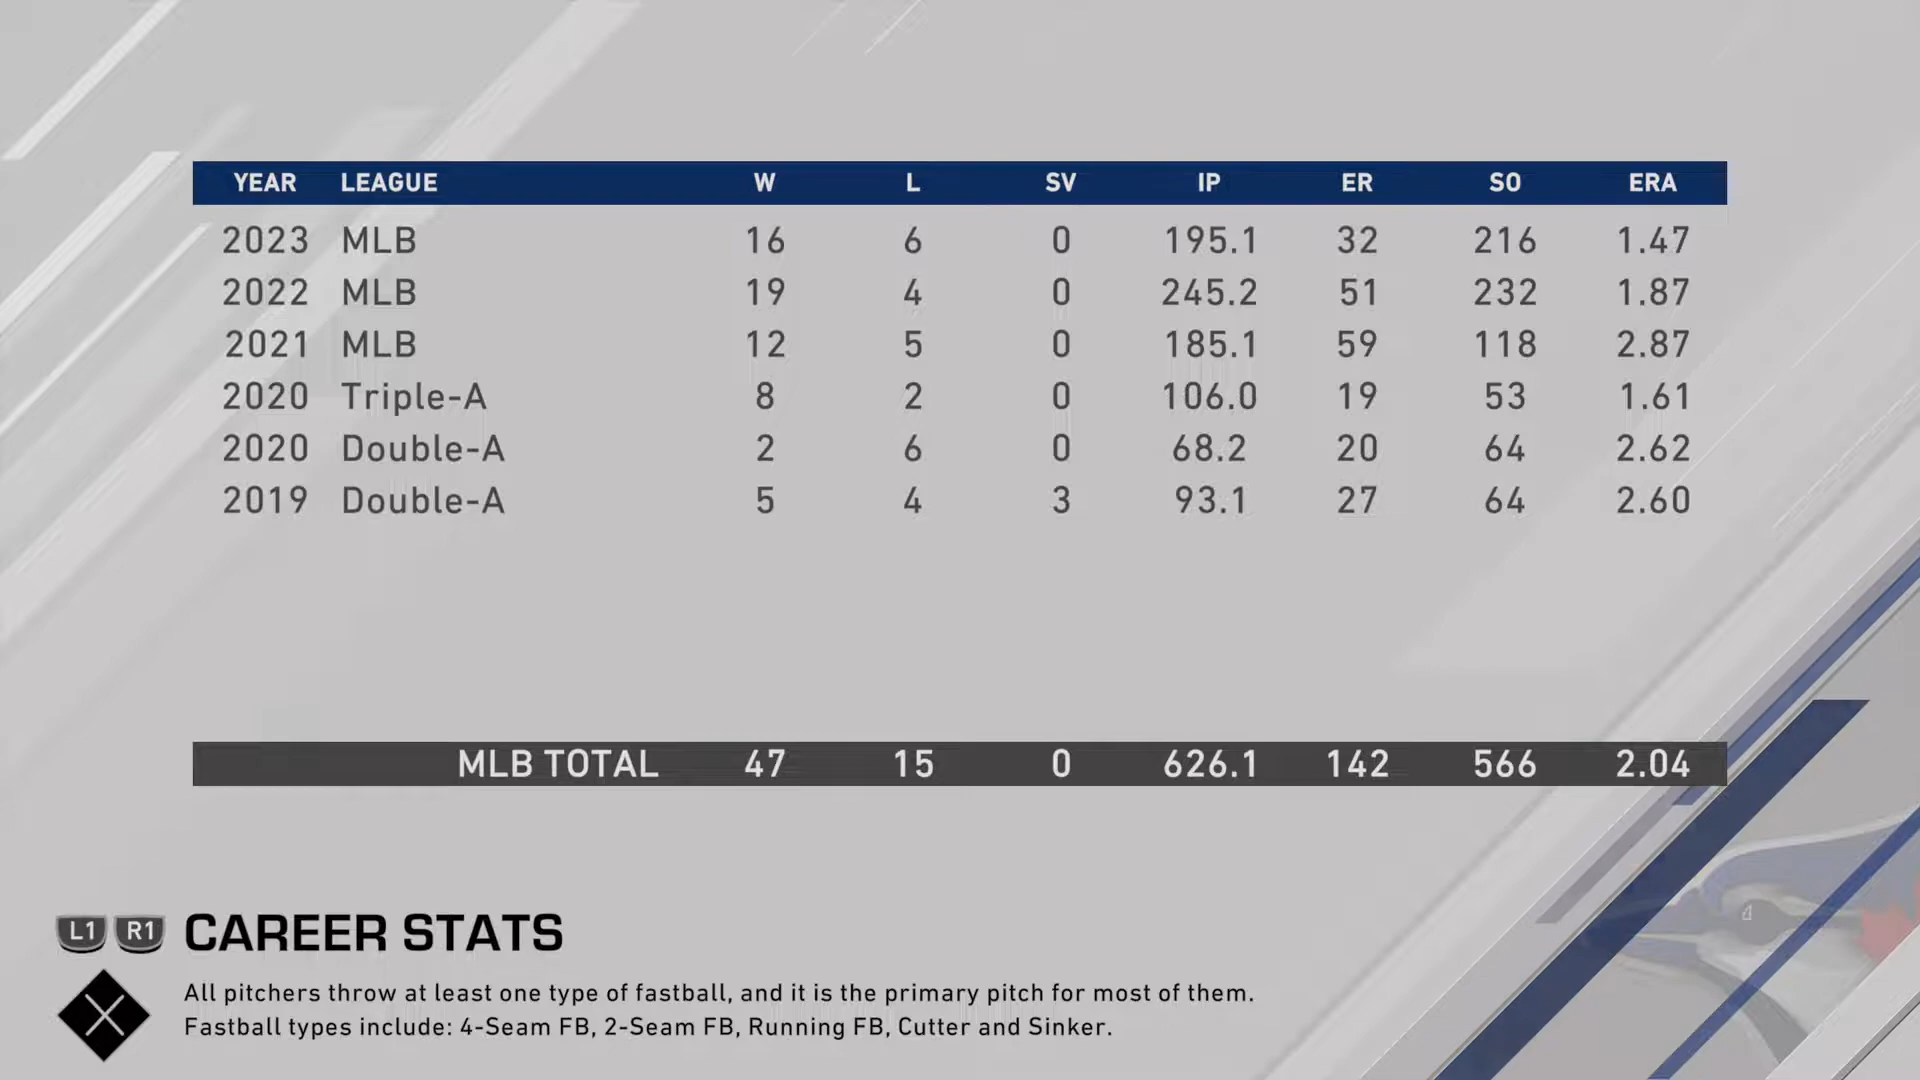 YEAR LEAGUE W L SV IP ER SO ERA
2023 MLB 16 6 0 195.1 32 216 1.47
2022 MLB 19 4 0 245.2 51 232 1.87
2021 MLB 12 5 0 185.1 59 118 2.87
2020 Triple-A 8 2 0 106.0 19 53 1.61
2020 Double-A 2 6 0 68.2 20 64 2.62
2019 Double-A 5 4 3 93.1 27 64 2.60
MLB TOTAL 47 15 0 626.1 142 566 2.04
L1 R1 CAREER STATS
All pitchers throw at least one type of fastball, and it is the primary pitch for most of them.
Fastball types include: 4-Seam FB, 2-Seam FB, Running FB, Cutter and Sinker.